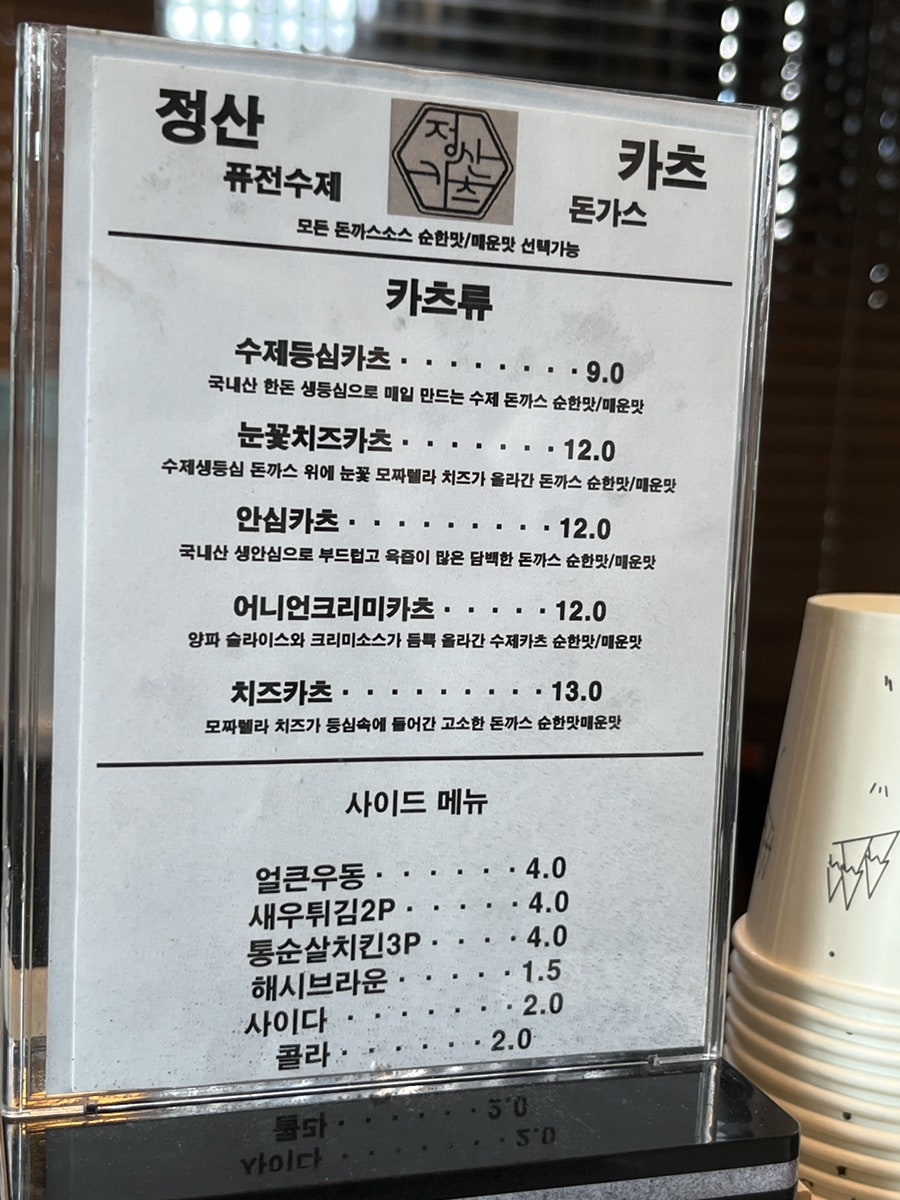 정산 카츠
정산
카츠
퓨전수제 돈가스
모든 돈까스소스 순한맛/매운맛 선택가능
카츠류
수제등심카츠 · · · · · · · · 9.0
국내산 한돈 생등심으로 매일 만드는 수제 돈까스 순한맛/매운맛
눈꽃치즈카츠 · · · · · · · 12.0
수제생등심 돈까스 위에 눈꽃 모짜렐라 치즈가 올라간 돈까스 순한맛/매운맛
안심카츠 · · · · · · · · · 12.0
국내산 생안심으로 부드럽고 육즙이 많은 담백한 돈까스 순한맛/매운맛
어니언크리미카츠 · · · · · 12.0
양파 슬라이스와 크리미소스가 듬뿍 올라간 수제카츠 순한맛/매운맛
치즈카츠 · · · · · · · · · 13.0
모짜렐라 치즈가 등심속에 들어간 고소한 돈까스 순한맛매운맛
사이드 메뉴
얼큰우동 · · · · · · 4.0
새우튀김2P · · · · · 4.0
통순살치킨3P · · · · 4.0
해시브라운 · · · · · 1.5
사이다 · · · · · · · 2.0
콜라 · · · · · · 2.0